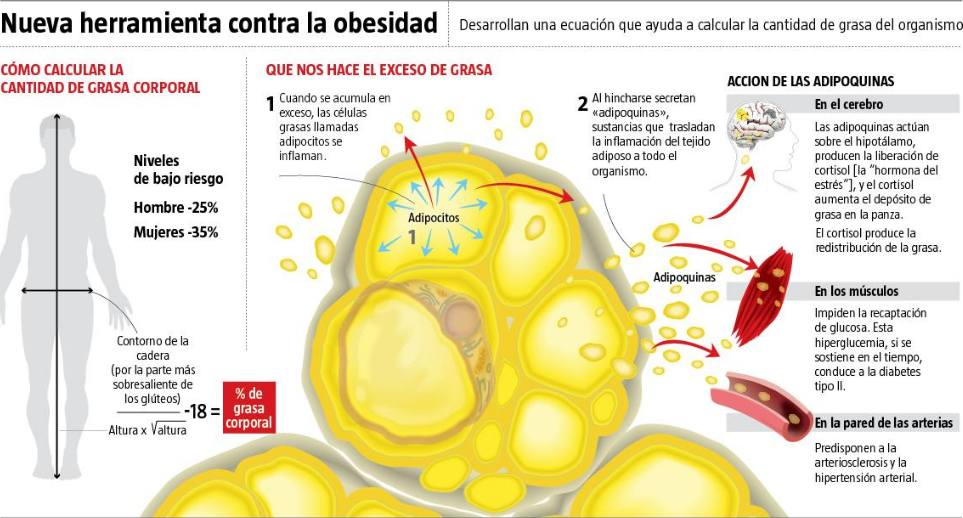 Nueva herramienta contra la obesidad
Desarrollan una ecuación que ayuda a calcular la cantidad de grasa del organismo
CÓMO CALCULAR LA
CANTIDAD DE GRASA CORPORAL
Niveles
de bajo riesgo
Hombre -25%
Mujeres -35%
Contorno de la
cadera
(por la parte más
sobresaliente de
los glúteos)
-18 =
Altura x √altura
% de
grasa
corporal
QUE NOS HACE EL EXCESO DE GRASA
1 Cuando se acumula en
exceso, las células
grasas llamadas
adipocitos se
inflaman.
Adipocitos
1
2 Al hincharse secretan
«adipoquinas»,
sustancias que trasladan
la inflamación del tejido
adiposo a todo el
organismo.
Adipoquinas
ACCION DE LAS ADIPOQUINAS
En el cerebro
Las adipoquinas actúan
sobre el hipotálamo,
producen la liberación de
cortisol [la "hormona del
estrés"], y el cortisol
aumenta el depósito de
grasa en la panza.
El cortisol produce la
redistribución de la grasa.
En los músculos
Impiden la recaptación
de glucosa. Esta
hiperglucemia, si se
sostiene en el tiempo,
conduce a la diabetes
tipo II.
En la pared de las arterias
Predisponen a la
arteriosclerosis y la
hipertensión arterial.